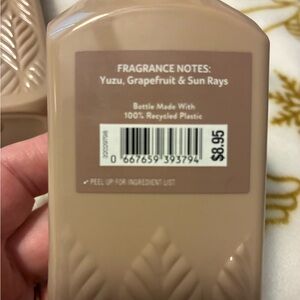 FRAGRANCE NOTES:
Yuzu, Grapefruit & Sun Rays
Bottle Made With
100% Recycled Plastic
0 667659 393794
$8.95
✓ PEEL UP FOR INGREDIENT LIST